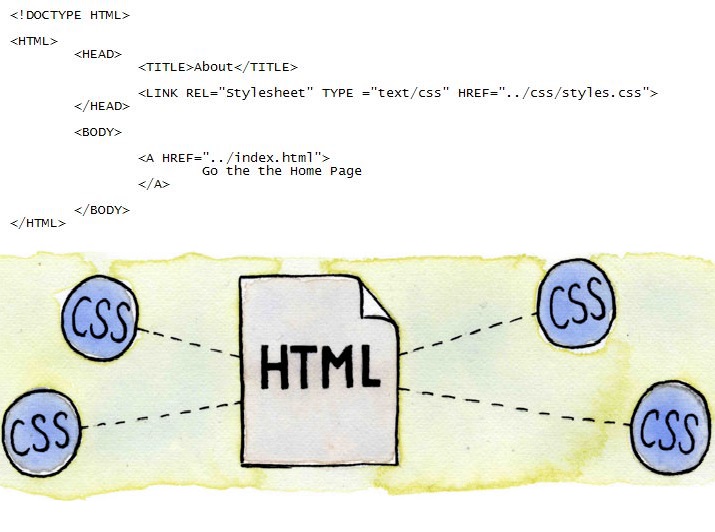 <!DOCTYPE HTML>
<HTML>
<HEAD>
<TITLE>About</TITLE>
<LINK REL="Stylesheet" TYPE ="text/css" HREF="../css/styles.css">
</HEAD>
<BODY>
<A HREF="../index.html">
Go the the Home Page
</A>
</BODY>
</HTML>
CSS
CSS
HTML
CSS
CSS